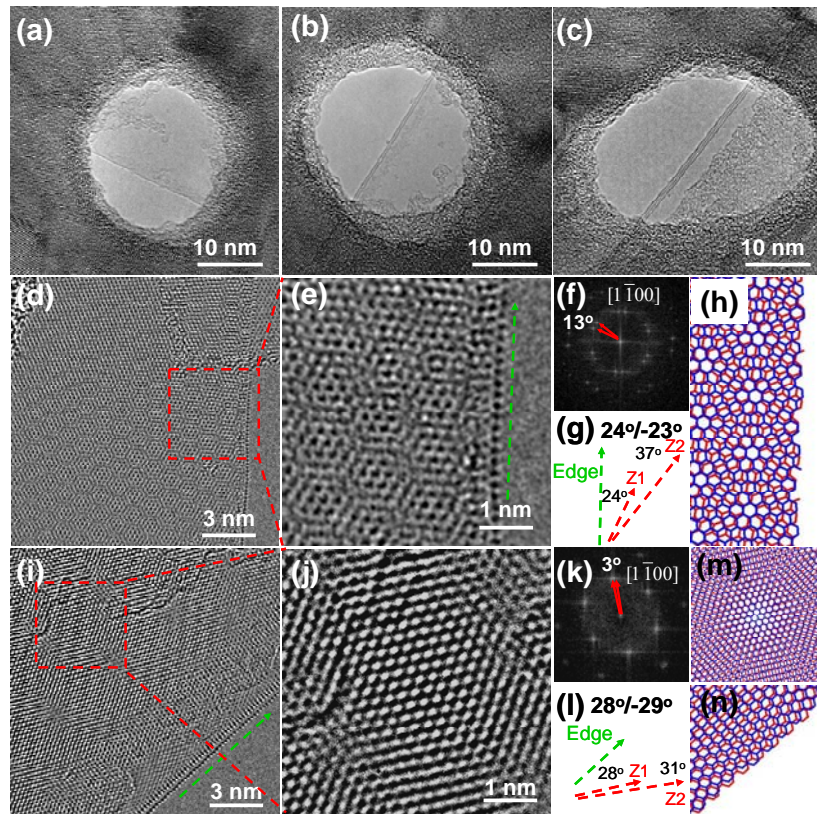 (a)
10 nm
(b)
10 nm
(c)
10 nm
(d)
3 nm
(e)
1 nm
(f)
[1 1̅00]
13°
(g) 24°/-23°
37°
Z2
Edge
24°
Z1
(h)
(i)
3 nm
(j)
1 nm
(k)
3°
[1 1̅00]
(m)
(l) 28°/-29°
Edge
28°
Z1
31°
Z2
(n)